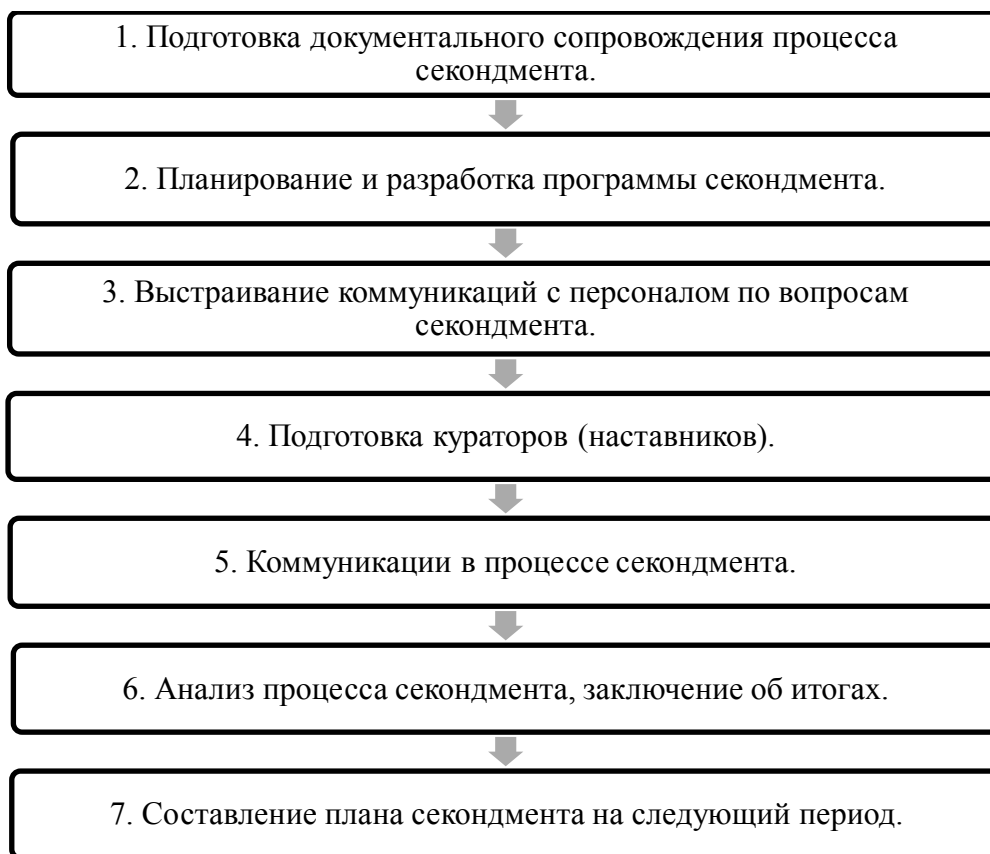 1. Подготовка документального сопровождения процесса
секондмента.
2. Планирование и разработка программы секондмента.
3. Выстраивание коммуникаций с персоналом по вопросам
секондмента.
4. Подготовка кураторов (наставников).
5. Коммуникации в процессе секондмента.
6. Анализ процесса секондмента, заключение об итогах.
7. Составление плана секондмента на следующий период.